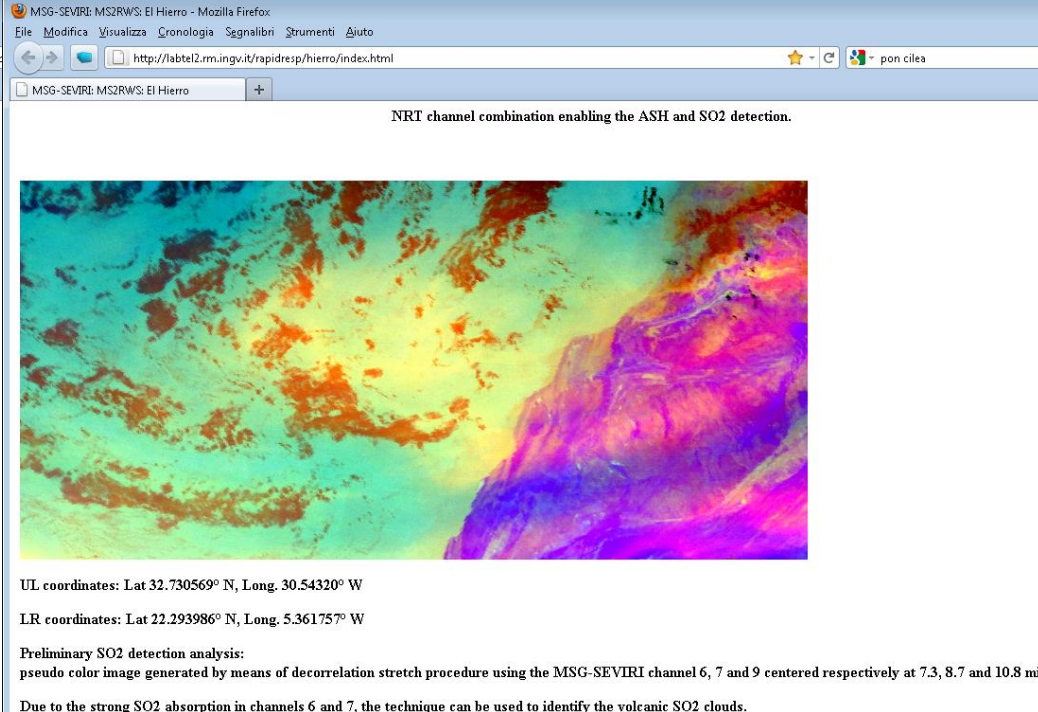 MSG-SEVIRI: MS2RWS: El Hierro - Mozilla Firefox
File Modifica Visualizza Cronologia Segnalibri Strumenti Aiuto
http://labtel2.rm.ingv.it/rapidresp/hierro/index.html
pon cilea
MSG-SEVIRI: MS2RWS: El Hierro
NRT channel combination enabling the ASH and SO2 detection.
UL coordinates: Lat 32.730569° N, Long. 30.54320° W
LR coordinates: Lat 22.293986° N, Long. 5.361757° W
Preliminary SO2 detection analysis:
pseudo color image generated by means of decorrelation stretch procedure using the MSG-SEVIRI channel 6, 7 and 9 centered respectively at 7.3, 8.7 and 10.8 mi
Due to the strong SO2 absorption in channels 6 and 7, the technique can be used to identify the volcanic SO2 clouds.